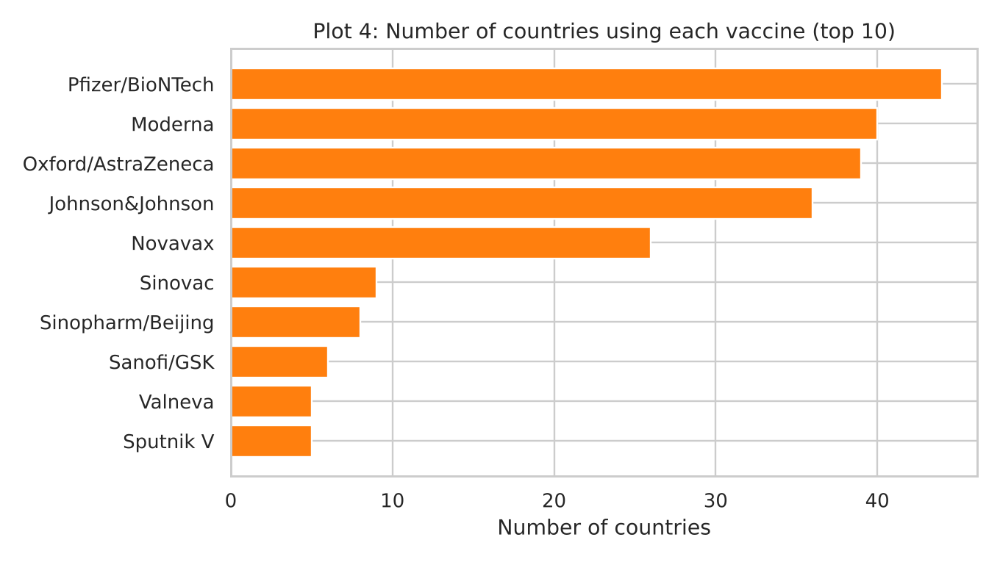 Plot 4: Number of countries using each vaccine (top 10)
Pfizer/BioNTech
Moderna
Oxford/AstraZeneca
Johnson&Johnson
Novavax
Sinovac
Sinopharm/Beijing
Sanofi/GSK
Valneva
Sputnik V
0 10 20 30 40
Number of countries